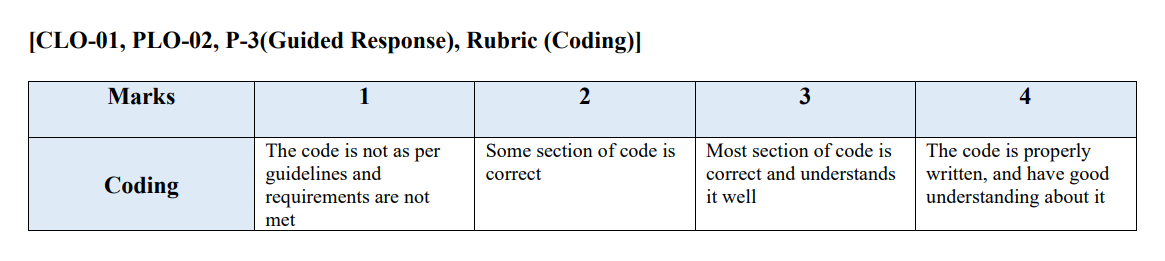 [CLO-01, PLO-02, P-3(Guided Response), Rubric (Coding)]
Marks 1 2 3 4
Coding
The code is not as per
guidelines and
requirements are not
met
Some section of code is
correct
Most section of code is
correct and understands
it well
The code is properly
written, and have good
understanding about it